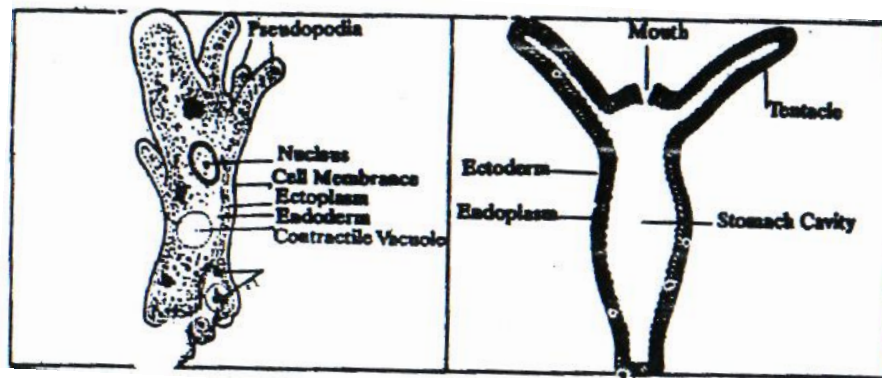 Pseudopodia
Nucleus
Cell Membrance
Ectoplasm
Endoderm
Contractile Vacuole
Mouth
Tentacle
Ectoderm
Endoplasm
Stomach Cavity